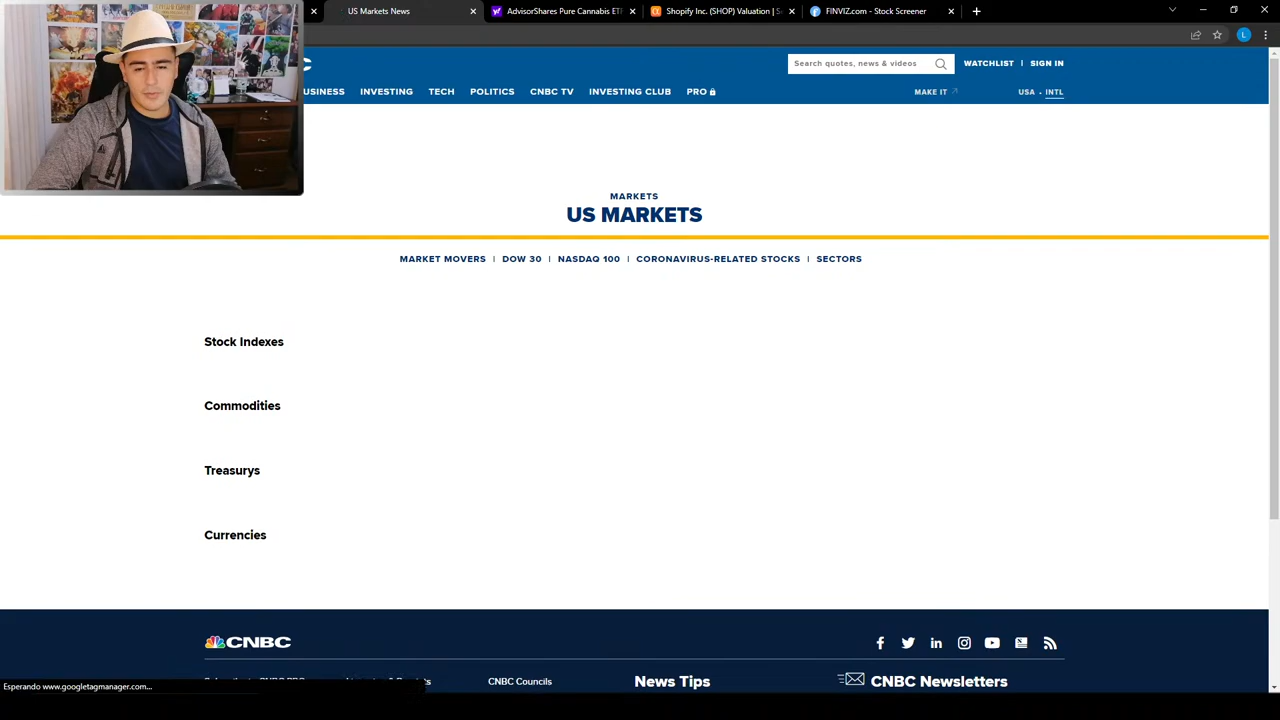 US Markets News
AdvisorShares Pure Cannabis ETF
Shopify Inc. (SHOP) Valuation |
FINVIZ.com - Stock Screener
Search quotes, news & videos
WATCHLIST | SIGN IN
USINESS INVESTING TECH POLITICS CNBC TV INVESTING CLUB PRO
MAKE IT
USA - INTL
MARKETS
US MARKETS
MARKET MOVERS | DOW 30 | NASDAQ 100 | CORONAVIRUS-RELATED STOCKS | SECTORS
Stock Indexes
Commodities
Treasurys
Currencies
CNBC
CNBC Councils
News Tips
CNBC Newsletters
Esperando www.googletagmanager.com...